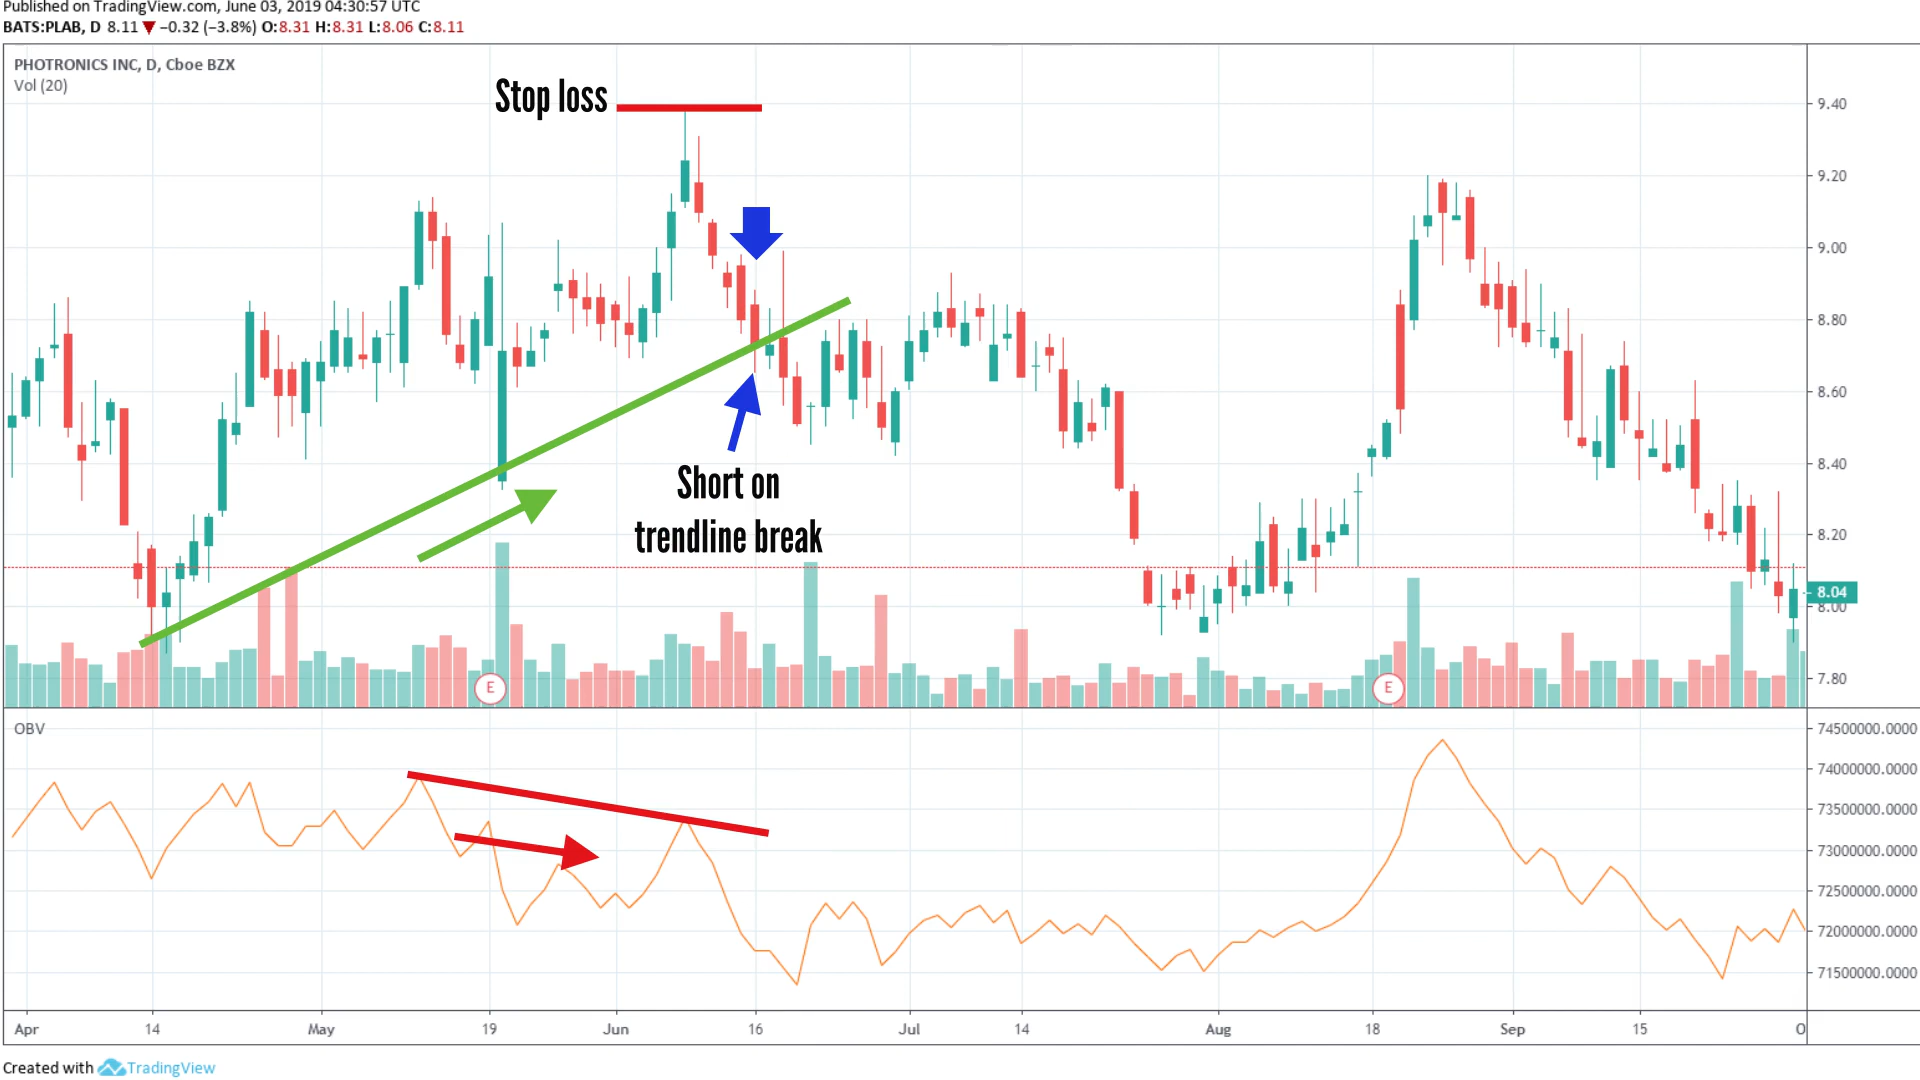 Published on TradingView.com, June 03, 2019 04:30:57 UTC
BATS:PLAB, D 8.11 ▼ −0.32 (−3.8%) O:8.31 H:8.31 L:8.06 C:8.11
PHOTRONICS INC, D, Cboe BZX
Vol (20)
Stop loss
9.40
9.20
9.00
8.80
8.60
8.40
8.20
8.04
8.00
7.80
Short on
trendline break
E
E
OBV
74500000.0000
74000000.0000
73500000.0000
73000000.0000
72500000.0000
72000000.0000
71500000.0000
Apr 14 May 19 Jun 16 Jul 14 Aug 18 Sep 15 O
Created with TradingView